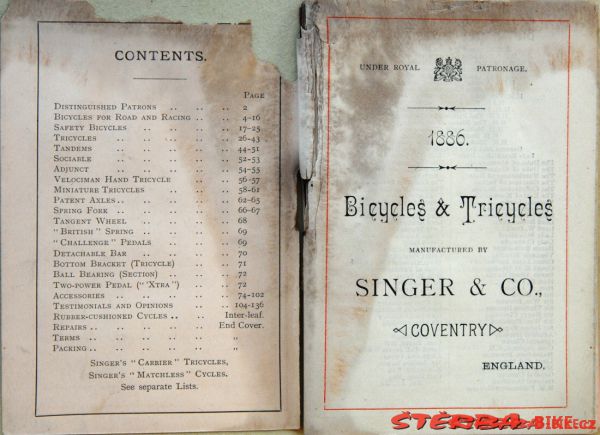 CONTENTS.
PAGE
DISTINGUISHED PATRONS .. .. .. 2
BICYCLES FOR ROAD AND RACING .. .. 4-16
SAFETY BICYCLES .. .. .. .. 17-25
TRICYCLES .. .. .. .. 26-43
TANDEMS .. .. .. .. 44-51
SOCIABLE .. .. .. .. 52-53
ADJUNCT .. .. .. .. 54-55
VELOCIMAN HAND TRICYCLE .. .. 56-57
MINIATURE TRICYCLES .. .. .. 58-61
PATENT AXLES .. .. .. .. 62-65
SPRING FORK .. .. .. .. 66-67
TANGENT WHEEL .. .. .. 68
"BRITISH" SPRING .. .. .. 69
"CHALLENGE" PEDALS .. .. .. 69
DETACHABLE BAR .. .. .. 70
BOTTOM BRACKET (TRICYCLE) .. .. 71
BALL BEARING (SECTION) .. .. .. 72
TWO-POWER PEDAL ("XTRA") .. .. 72
ACCESSORIES .. .. .. .. 74-102
TESTIMONIALS AND OPINIONS .. .. 104-136
RUBBER-CUSHIONED CYCLES .. .. Inter-leaf.
REPAIRS .. .. .. .. End Cover.
TERMS .. .. .. .. "
PACKING .. .. .. .. "
SINGER'S "CARRIER" TRICYCLES,
SINGER'S "MATCHLESS" CYCLES.
See separate Lists.
UNDER ROYAL PATRONAGE.
1886.
Bicycles & Tricycles
MANUFACTURED BY
SINGER & CO.,
COVENTRY
ENGLAND.